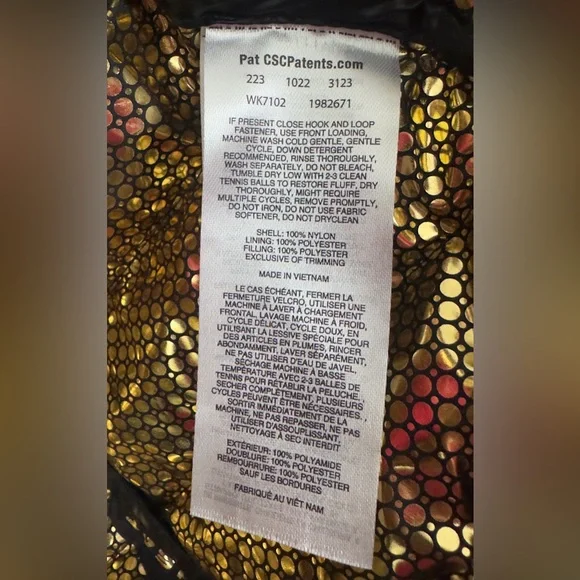 Pat CSCPatents.com
223 1022 3123
WK7102 1982671
IF PRESENT CLOSE HOOK AND LOOP
FASTENER, USE FRONT LOADING,
MACHINE WASH COLD GENTLE, GENTLE
CYCLE, DOWN DETERGENT
RECOMMENDED, RINSE THOROUGHLY,
WASH SEPARATELY, DO NOT BLEACH,
TUMBLE DRY LOW WITH 2-3 CLEAN
TENNIS BALLS TO RESTORE FLUFF, DRY
THOROUGHLY, MIGHT REQUIRE
MULTIPLE CYCLES, REMOVE PROMPTLY,
DO NOT IRON, DO NOT USE FABRIC
SOFTENER, DO NOT DRYCLEAN
SHELL: 100% NYLON
LINING: 100% POLYESTER
FILLING: 100% POLYESTER
EXCLUSIVE OF TRIMMING
MADE IN VIETNAM
LE CAS ÉCHÉANT, FERMER LA
FERMETURE VELCRO, UTILISER UNE
MACHINE À LAVER À CHARGEMENT
FRONTAL, LAVAGE MACHINE À FROID,
CYCLE DÉLICAT, CYCLE DOUX, EN
UTILISANT LA LESSIVE SPÉCIALE POUR
DES ARTICLES EN PLUMES, RINCER
ABONDAMMENT, LAVER SÉPARÉMENT,
NE PAS UTILISER D'EAU DE JAVEL,
SÉCHAGE MACHINE À BASSE
TEMPÉRATURE AVEC 2-3 BALLES DE
TENNIS POUR RÉTABLIR LA PELUCHE,
SÉCHER COMPLÈTEMENT, PLUSIEURS
CYCLES PEUVENT ÊTRE NÉCESSAIRES,
SORTIR IMMÉDIATEMENT DE LA
MACHINE, NE PAS REPASSER, NE PAS
UTILISER D'ASSOUPLISSANT,
NETTOYAGE À SEC INTERDIT
EXTÉRIEUR: 100% POLYAMIDE
DOUBLURE: 100% POLYESTER
REMBOURRURE: 100% POLYESTER
SAUF LES BORDURES
FABRIQUÉ AU VIÊT NAM